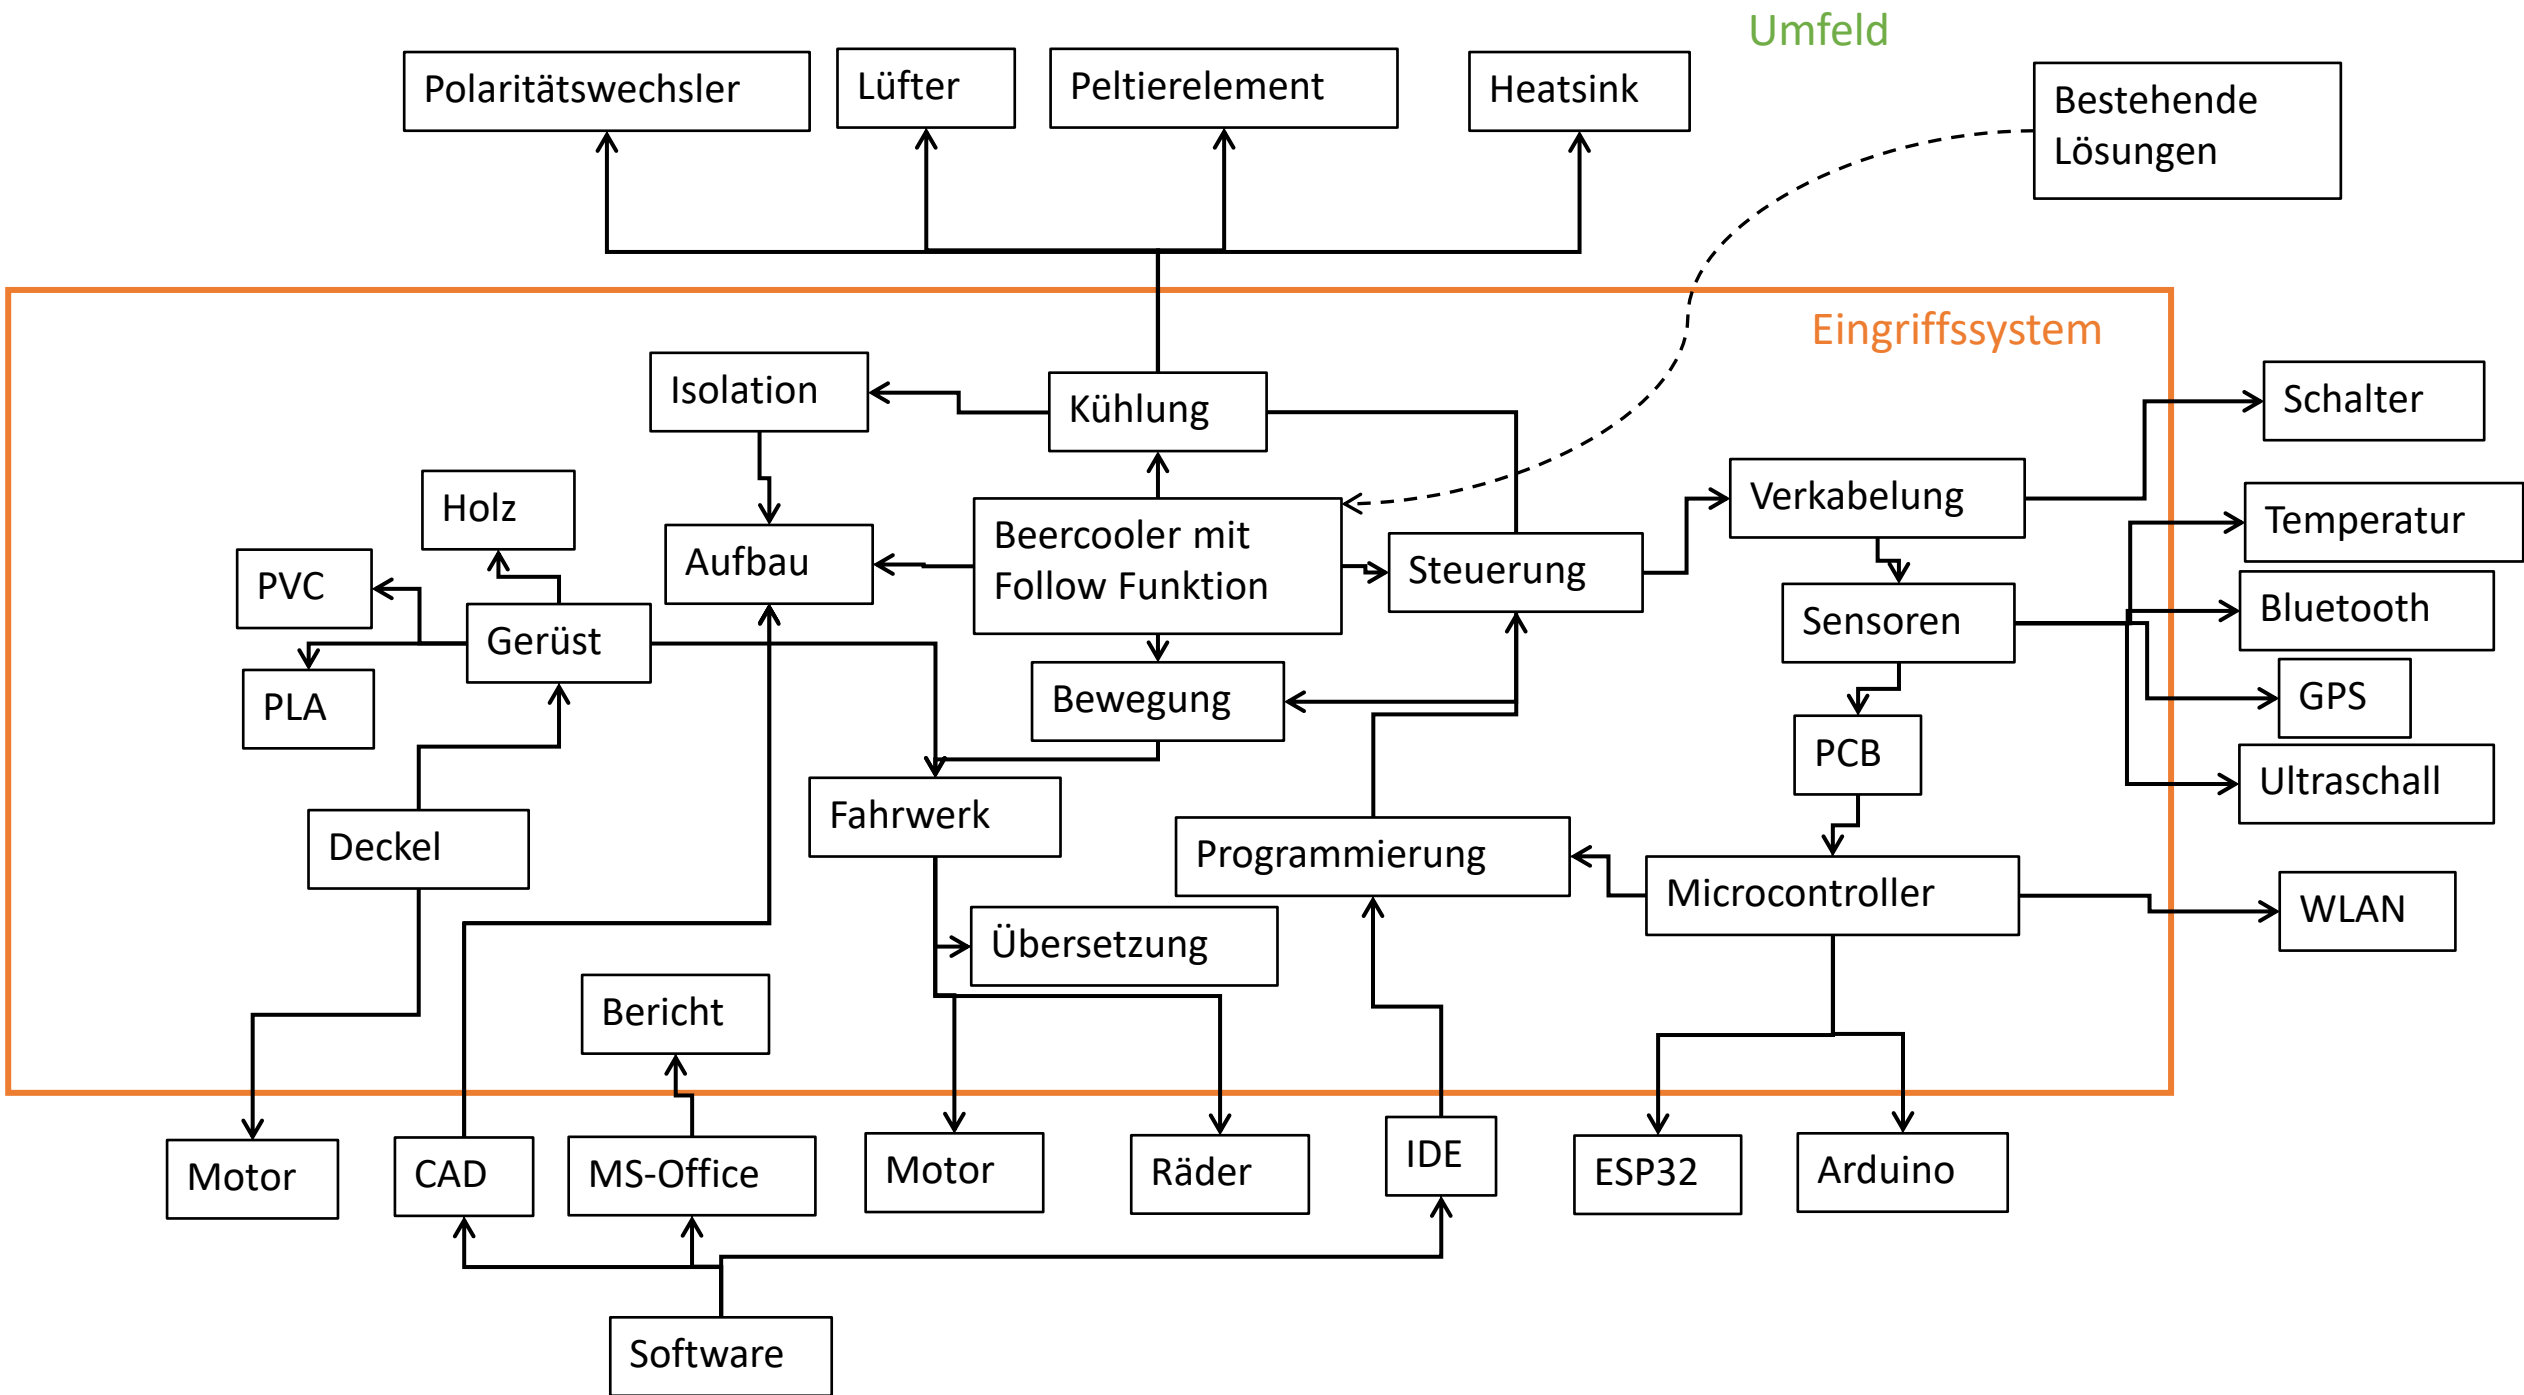 Umfeld
Polaritätswechsler
Lüfter
Peltierelement
Heatsink
Bestehende
Lösungen
Eingriffssystem
Isolation
Kühlung
Schalter
Holz
Verkabelung
Temperatur
Aufbau
Beercooler mit
Follow Funktion
Steuerung
PVC
Gerüst
Sensoren
Bluetooth
PLA
Bewegung
GPS
PCB
Ultraschall
Deckel
Fahrwerk
Programmierung
Microcontroller
WLAN
Übersetzung
Bericht
Motor
CAD
MS-Office
Motor
Räder
IDE
ESP32
Arduino
Software